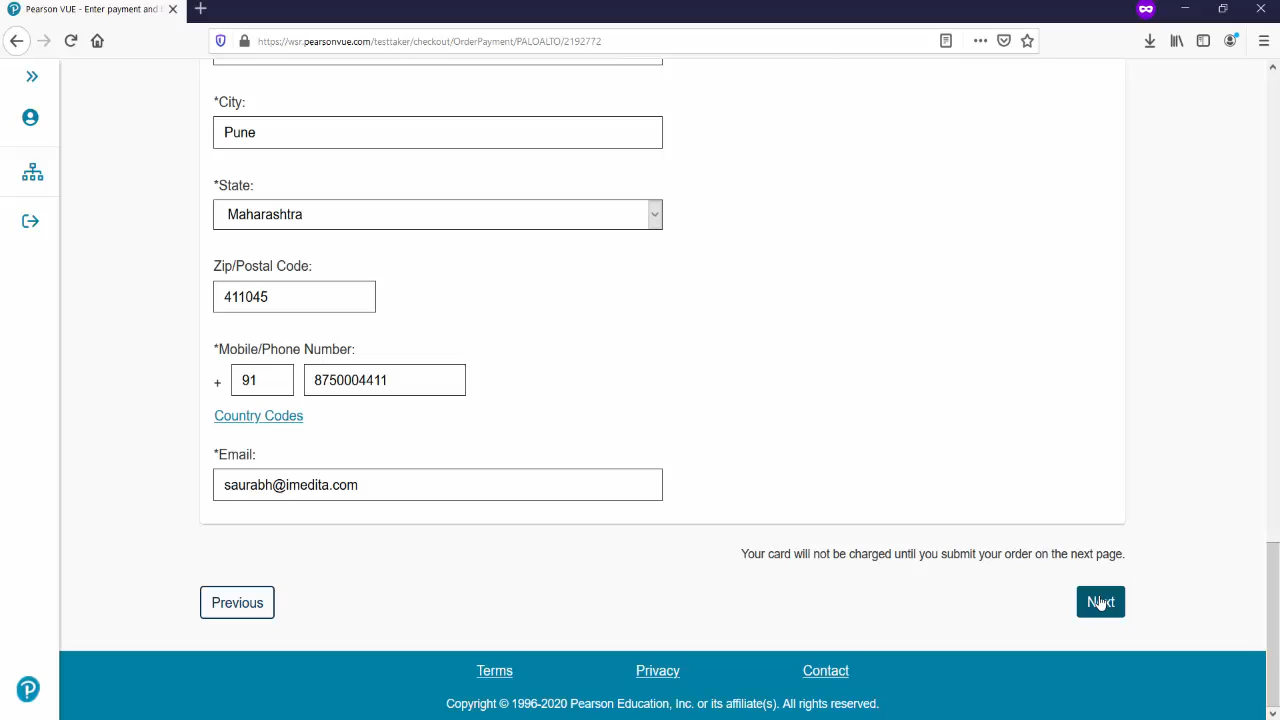 Pearson VUE - Enter payment and
https://wsr.pearsonvue.com/testtaker/checkout/OrderPayment/PALOALTO/2192772
*City:
Pune
*State:
Maharashtra
Zip/Postal Code:
411045
*Mobile/Phone Number:
+ 91 8750004411
Country Codes
*Email:
saurabh@imedita.com
Your card will not be charged until you submit your order on the next page.
Previous Next
Terms Privacy Contact
Copyright © 1996-2020 Pearson Education, Inc. or its affiliate(s). All rights reserved.